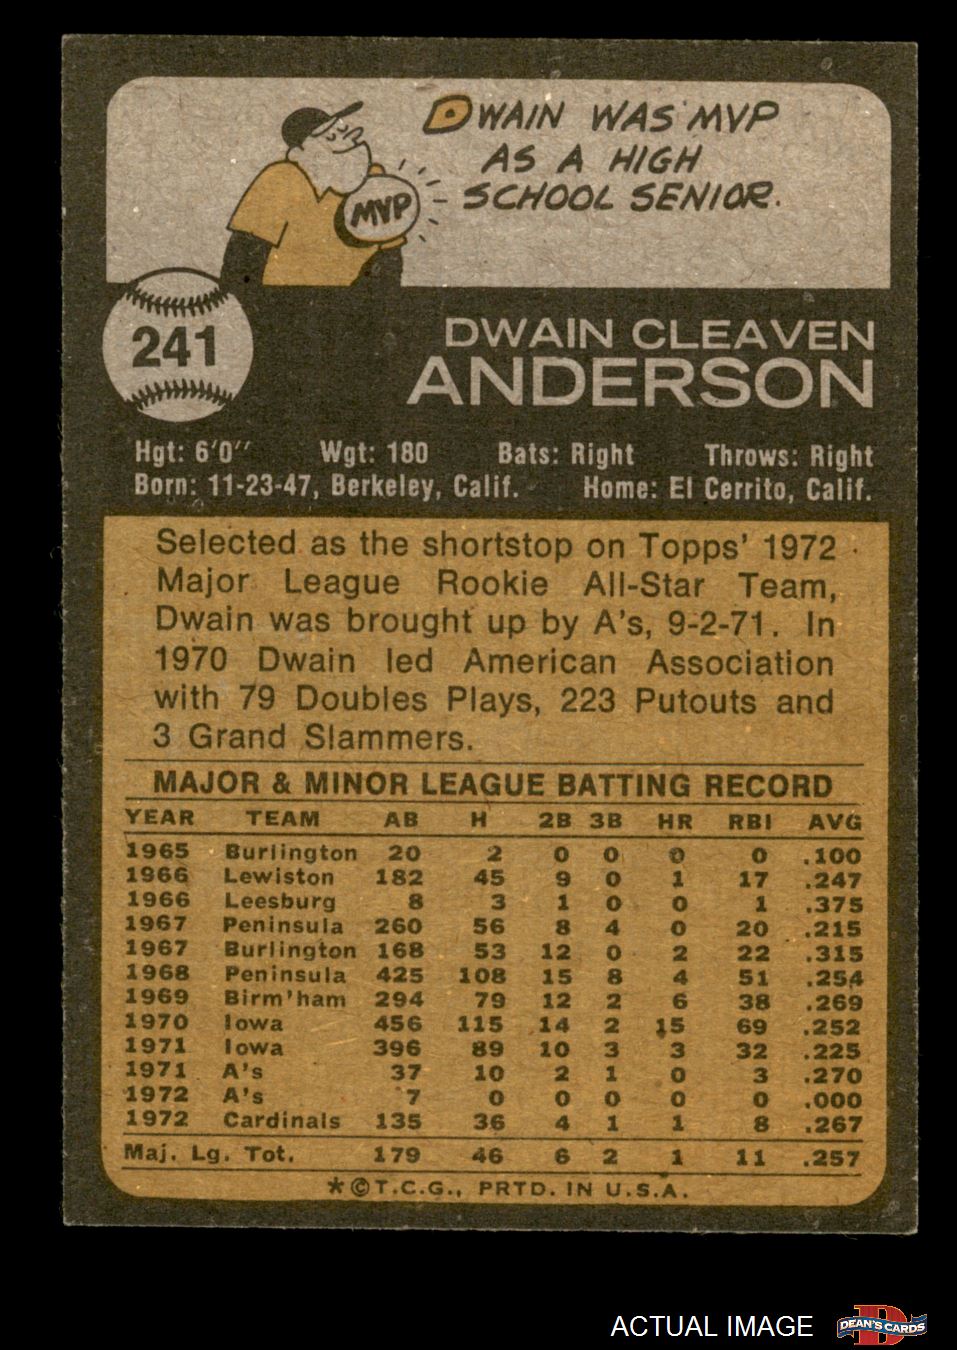 DWAIN WAS MVP
AS A HIGH
SCHOOL SENIOR.
MVP
241
DWAIN CLEAVEN
ANDERSON
Hgt: 6'0" Wgt: 180 Bats: Right Throws: Right
Born: 11-23-47, Berkeley, Calif. Home: El Cerrito, Calif.
Selected as the shortstop on Topps' 1972
Major League Rookie All-Star Team,
Dwain was brought up by A's, 9-2-71. In
1970 Dwain led American Association
with 79 Doubles Plays, 223 Putouts and
3 Grand Slammers.
MAJOR & MINOR LEAGUE BATTING RECORD
YEAR TEAM AB H 2B 3B HR RBI AVG
1965 Burlington 20 2 0 0 0 0 .100
1966 Lewiston 182 45 9 0 1 17 .247
1966 Leesburg 8 3 1 0 0 1 .375
1967 Peninsula 260 56 8 4 0 20 .215
1967 Burlington 168 53 12 0 2 22 .315
1968 Peninsula 425 108 15 8 4 51 .254
1969 Birm'ham 294 79 12 2 6 38 .269
1970 Iowa 456 115 14 2 15 69 .252
1971 Iowa 396 89 10 3 3 32 .225
1971 A's 37 10 2 1 0 3 .270
1972 A's 7 0 0 0 0 0 .000
1972 Cardinals 135 36 4 1 1 8 .267
Maj. Lg. Tot. 179 46 6 2 1 11 .257
*©T.C.G., PRTD. IN U.S.A.
ACTUAL IMAGE
D
DEAN'S CARDS